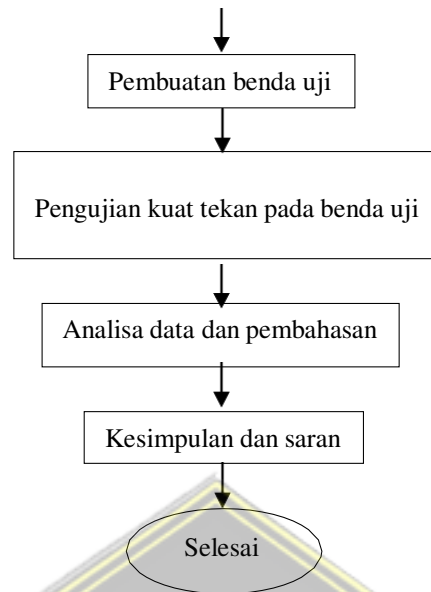 Pembuatan benda uji
Pengujian kuat tekan pada benda uji
Analisa data dan pembahasan
Kesimpulan dan saran
Selesai